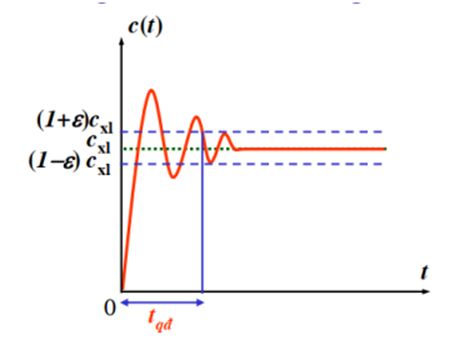 c(t)
(1+ε)c_xl
c_xl
(1−ε) c_xl
t
0
t_qđ